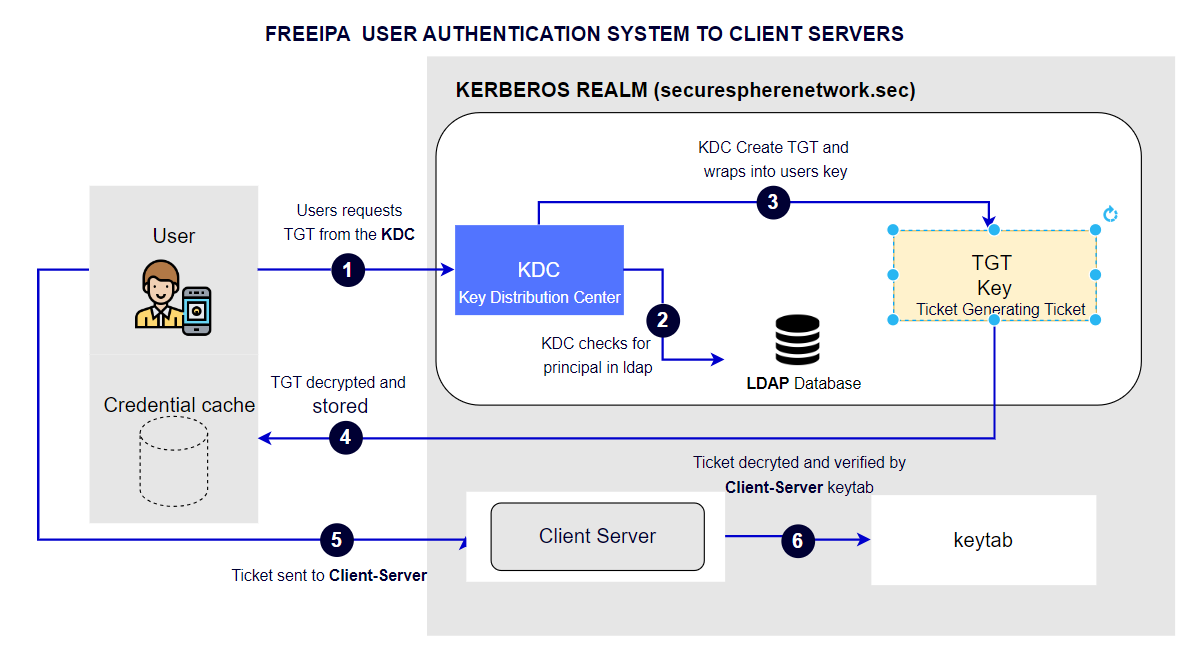 FREEIPA USER AUTHENTICATION SYSTEM TO CLIENT SERVERS
KERBEROS REALM (securespherenetwork.sec)
KDC Create TGT and
wraps into users key
3
Users requests
TGT from the KDC
1
User
KDC
Key Distribution Center
TGT
Key
Ticket Generating Ticket
2
KDC checks for
principal in ldap
LDAP Database
TGT decrypted and
stored
4
Credential cache
Ticket decryted and verified by
Client-Server keytab
Client Server
6
keytab
5
Ticket sent to Client-Server